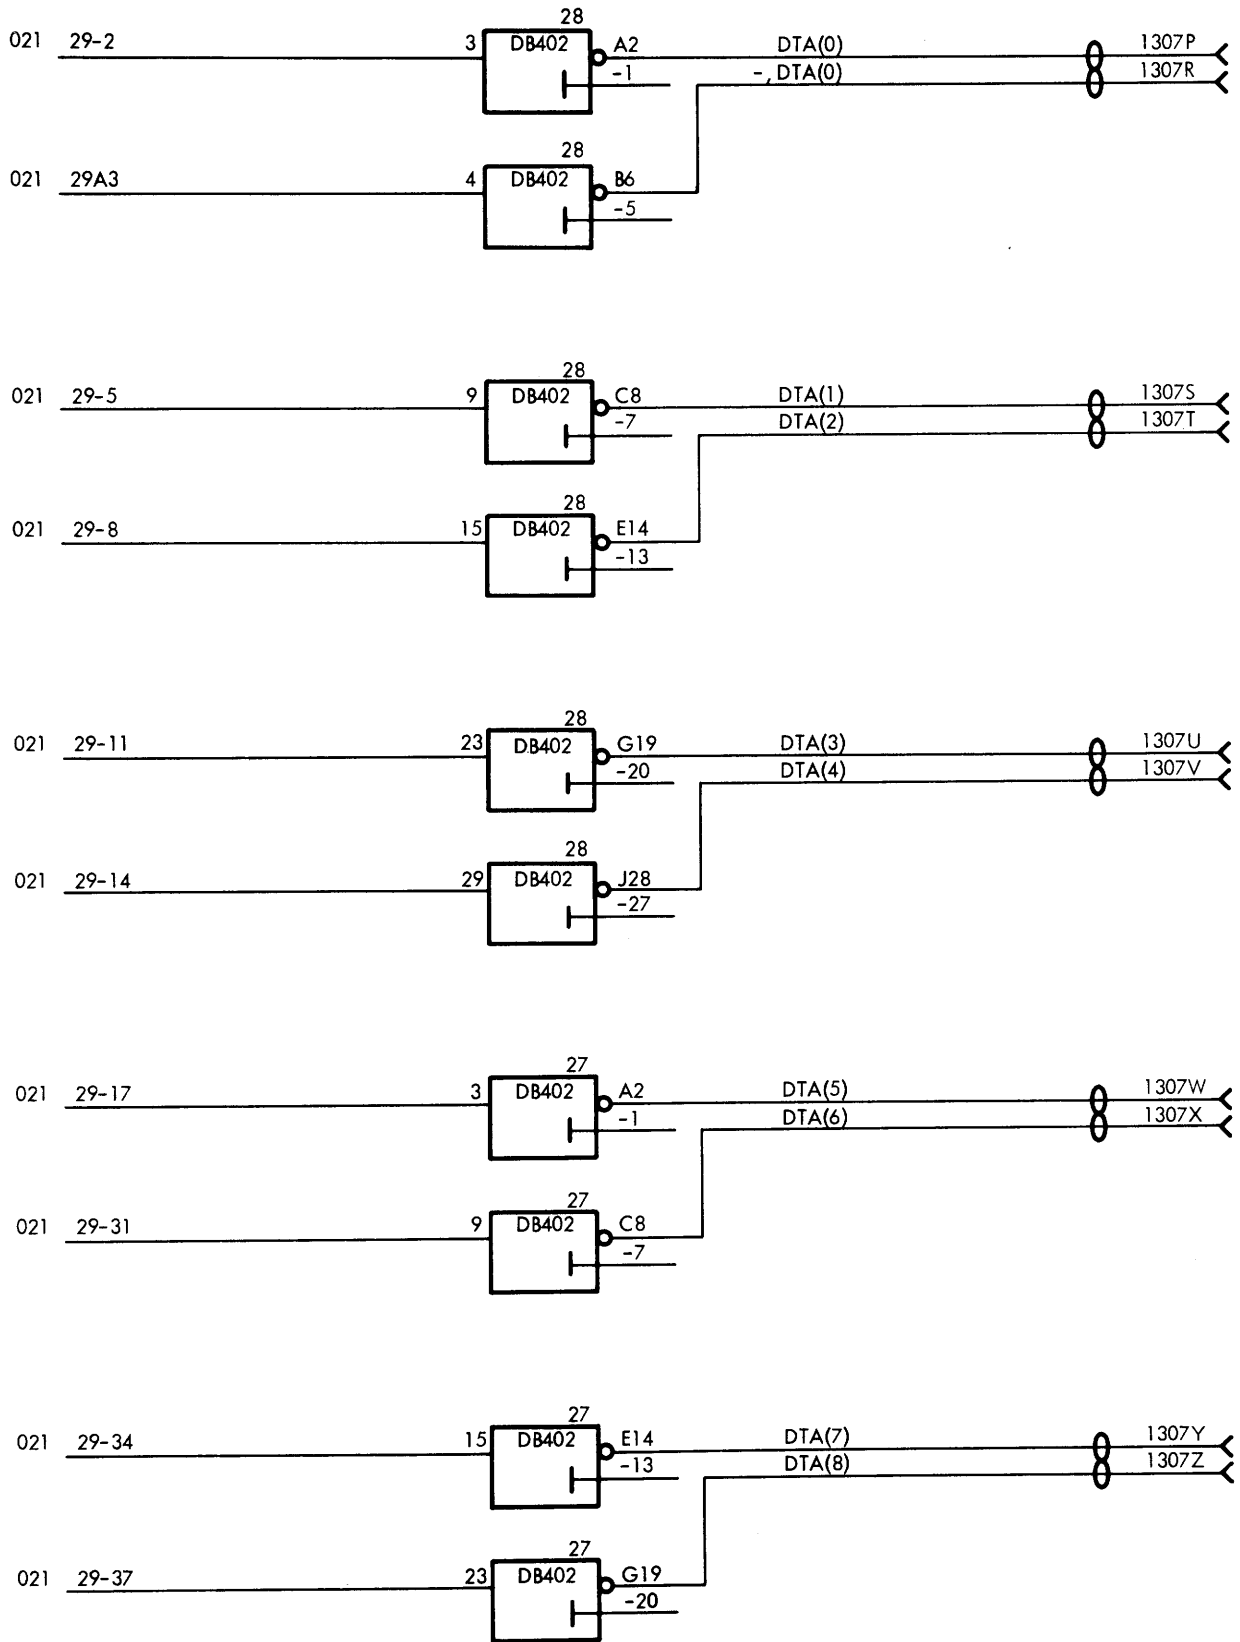 28
021 29-2 3 DB402 A2 DTA(0) 1307P
-1 -, DTA(0) 1307R
28
021 29A3 4 DB402 B6
-5
28
021 29-5 9 DB402 C8 DTA(1) 1307S
-7 DTA(2) 1307T
28
021 29-8 15 DB402 E14
-13
28
021 29-11 23 DB402 G19 DTA(3) 1307U
-20 DTA(4) 1307V
28
021 29-14 29 DB402 J28
-27
27
021 29-17 3 DB402 A2 DTA(5) 1307W
-1 DTA(6) 1307X
27
021 29-31 9 DB402 C8
-7
27
021 29-34 15 DB402 E14 DTA(7) 1307Y
-13 DTA(8) 1307Z
27
021 29-37 23 DB402 G19
-20